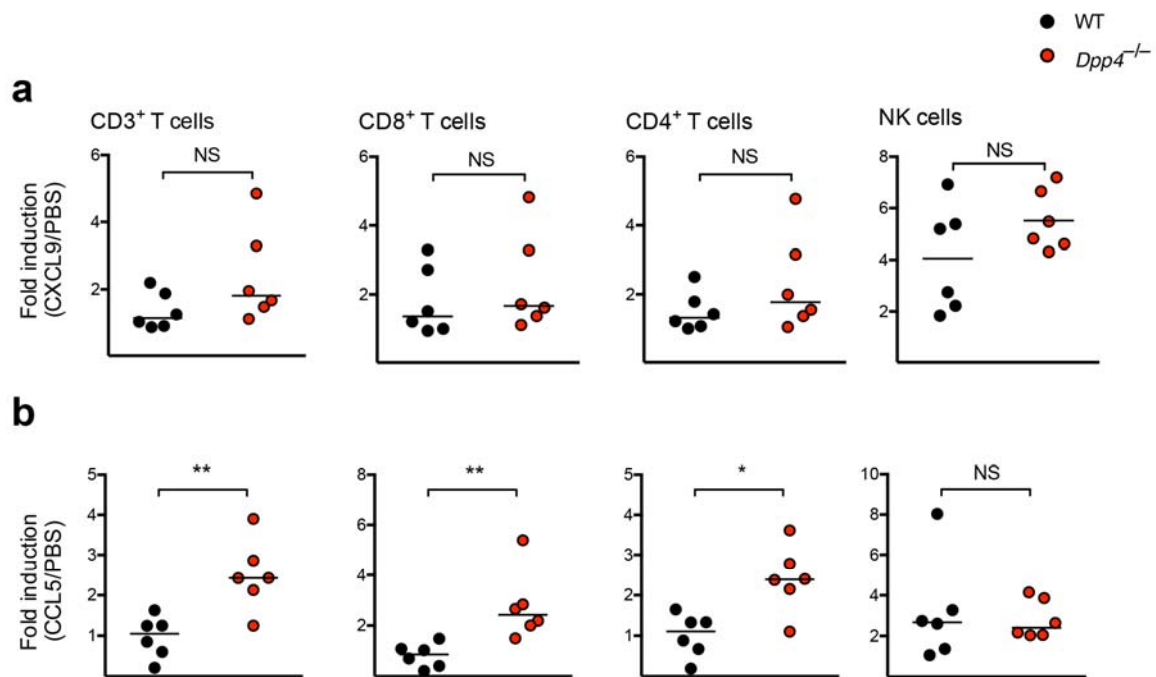 WT
Dpp4–/–
a
CD3+ T cells
CD8+ T cells
CD4+ T cells
NK cells
Fold induction
(CXCL9/PBS)
6
4
2
NS
6
4
2
NS
6
4
2
NS
8
6
4
2
NS
b
Fold induction
(CCL5/PBS)
5
4
3
2
1
**
8
6
4
2
**
5
4
3
2
1
*
10
8
6
4
2
NS